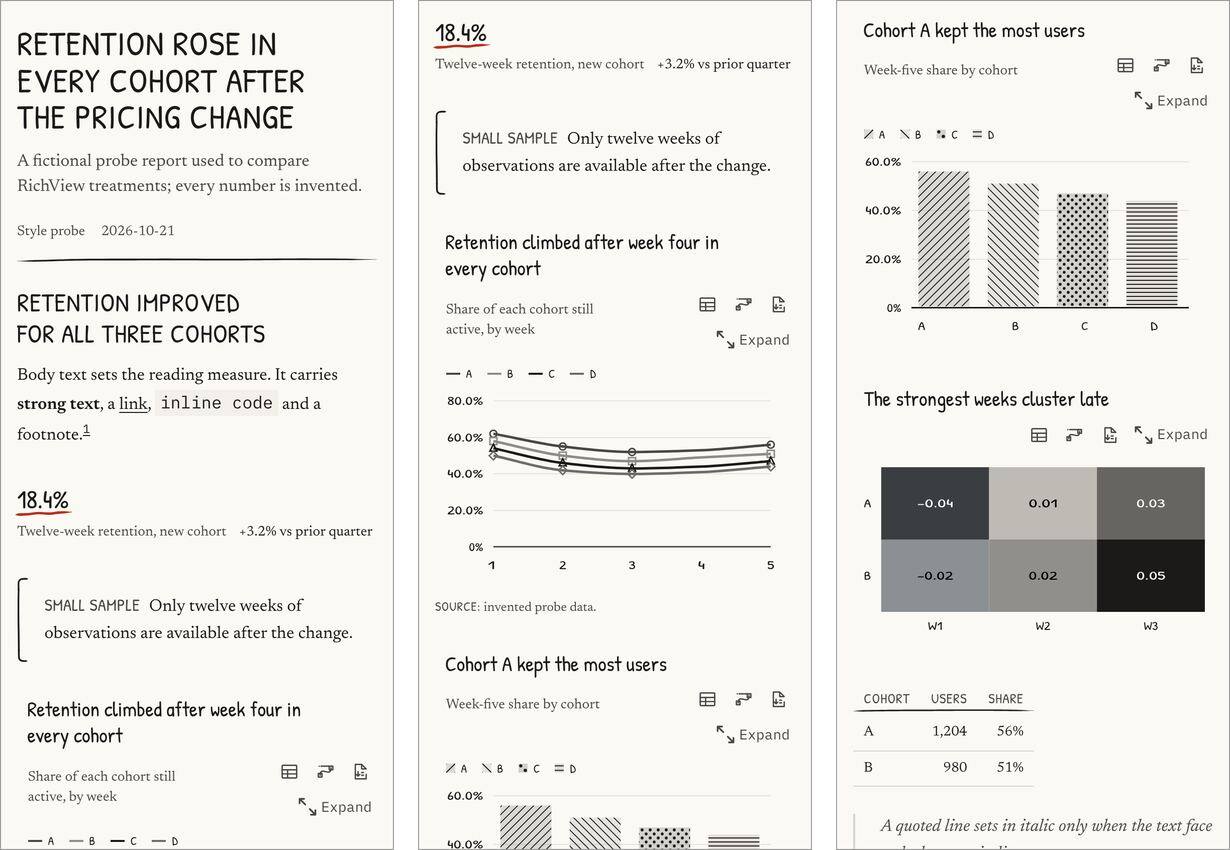 RETENTION ROSE IN
EVERY COHORT AFTER
THE PRICING CHANGE
A fictional probe report used to compare
RichView treatments; every number is invented.
Style probe 2026-10-21
RETENTION IMPROVED
FOR ALL THREE COHORTS
Body text sets the reading measure. It carries
strong text, a link, inline code and a
footnote.1
18.4%
Twelve-week retention, new cohort +3.2% vs prior quarter
SMALL SAMPLE Only twelve weeks of
observations are available after the change.
Retention climbed after week four in
every cohort
Share of each cohort still
active, by week
Expand
A B C D
18.4%
Twelve-week retention, new cohort +3.2% vs prior quarter
SMALL SAMPLE Only twelve weeks of
observations are available after the change.
Retention climbed after week four in
every cohort
Share of each cohort still
active, by week
Expand
A B C D
80.0%
60.0%
40.0%
20.0%
0%
1 2 3 4 5
SOURCE: invented probe data.
Cohort A kept the most users
Week-five share by cohort
Expand
A B C D
60.0%
40.0%
Cohort A kept the most users
Week-five share by cohort
Expand
A B C D
60.0%
40.0%
20.0%
0%
A B C D
The strongest weeks cluster late
Expand
A −0.04 0.01 0.03
B −0.02 0.02 0.05
W1 W2 W3
COHORT USERS SHARE
A 1,204 56%
B 980 51%
A quoted line sets in italic only when the text face